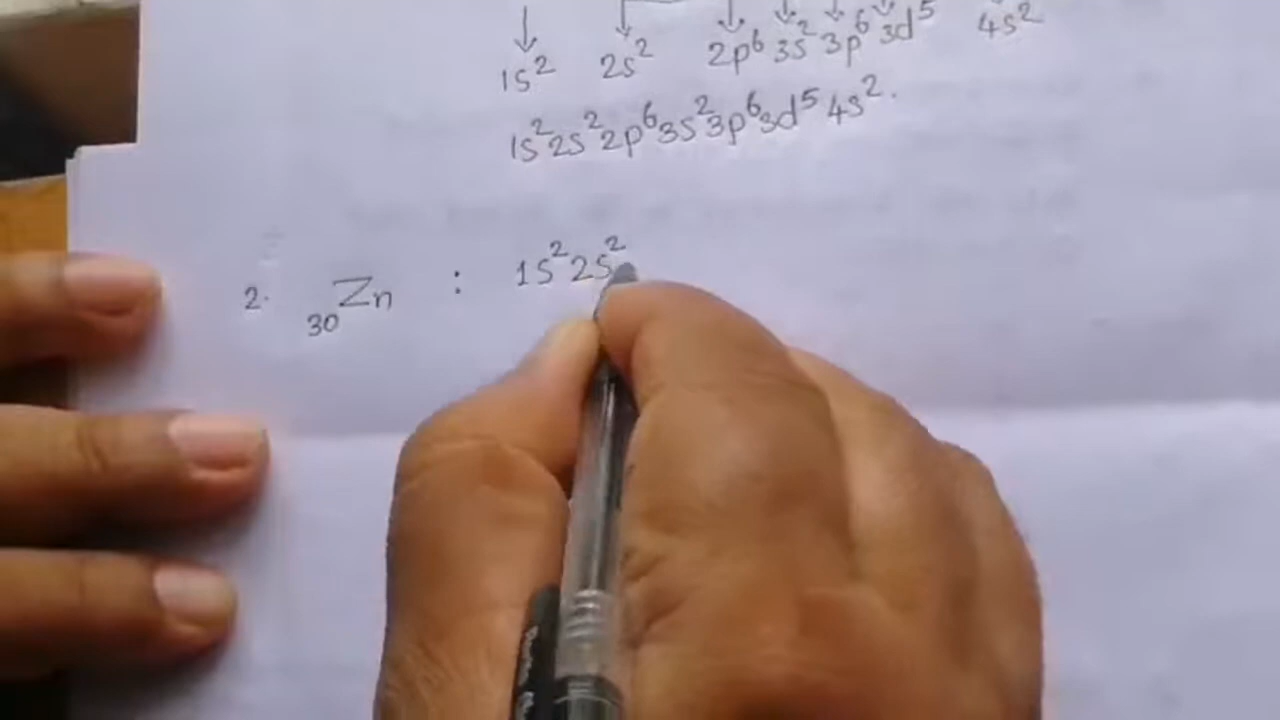 1s² 2s² 2p⁶ 3s² 3p⁶ 3d⁵ 4s²
1s²2s²2p⁶3s²3p⁶3d⁵4s².
2. ₃₀Zn : 1s²2s²